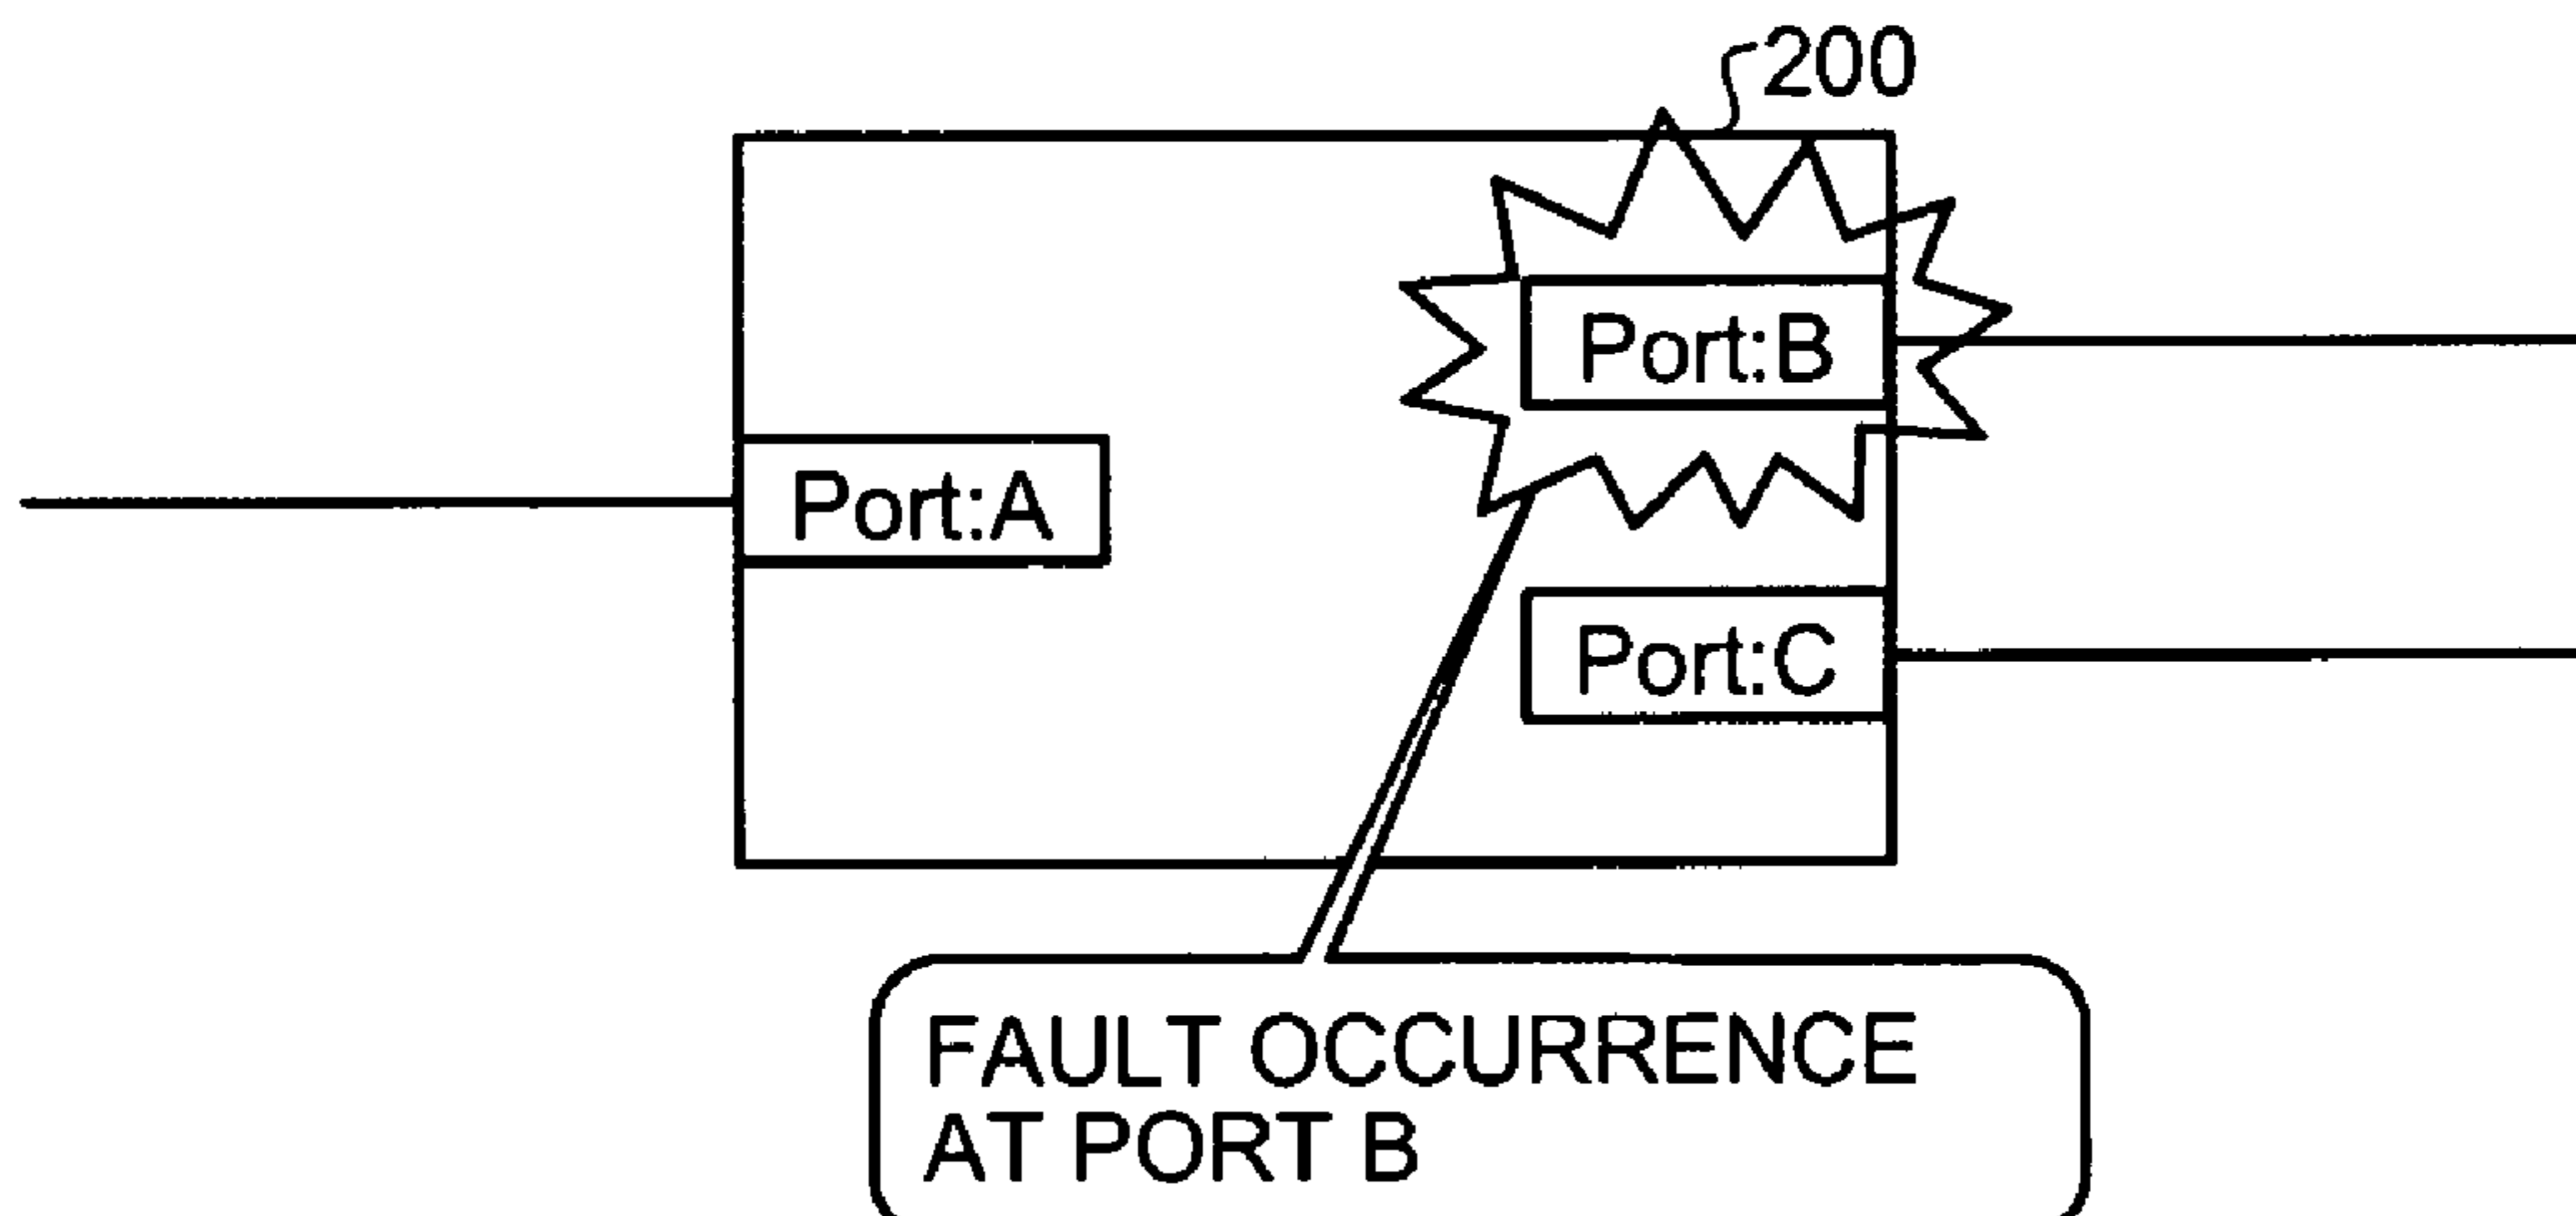 200
Port:B
Port:A
Port:C
FAULT OCCURRENCE
AT PORT B